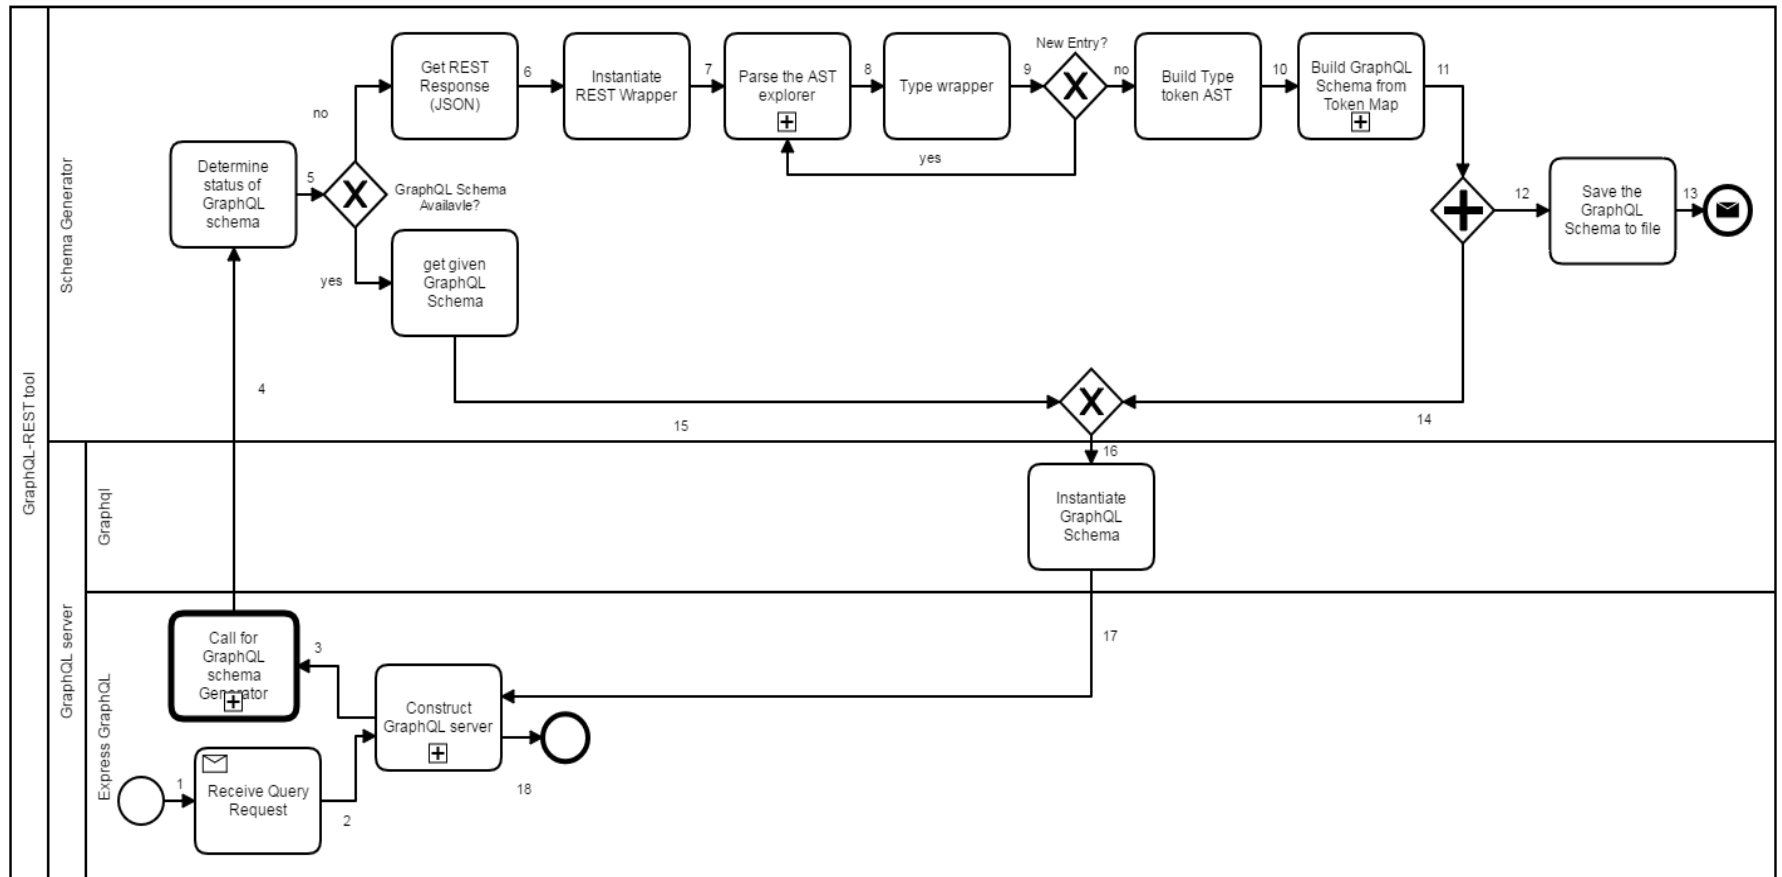 GraphQL-REST tool
Schema Generator
GraphQL server
Graphql
Express GraphQL
Get REST
Response
(JSON)
6
Instantiate
REST Wrapper
7
Parse the AST
explorer
8
Type wrapper
9
New Entry?
no
yes
Build Type
token AST
10
Build GraphQL
Schema from
Token Map
11
no
Determine
status of
GraphQL
schema
5
GraphQL Schema
Availavle?
yes
get given
GraphQL
Schema
12
Save the
GraphQL
Schema to file
13
4
15
14
16
Instantiate
GraphQL
Schema
17
Call for
GraphQL
schema
Generator
3
Construct
GraphQL server
18
1
Receive Query
Request
2